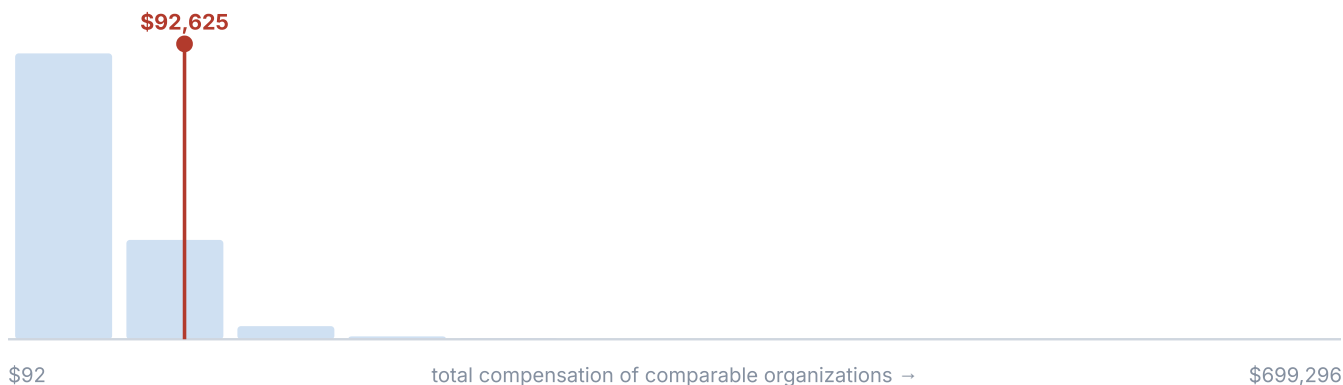 $92,625
$92 total compensation of comparable organizations → $699,296